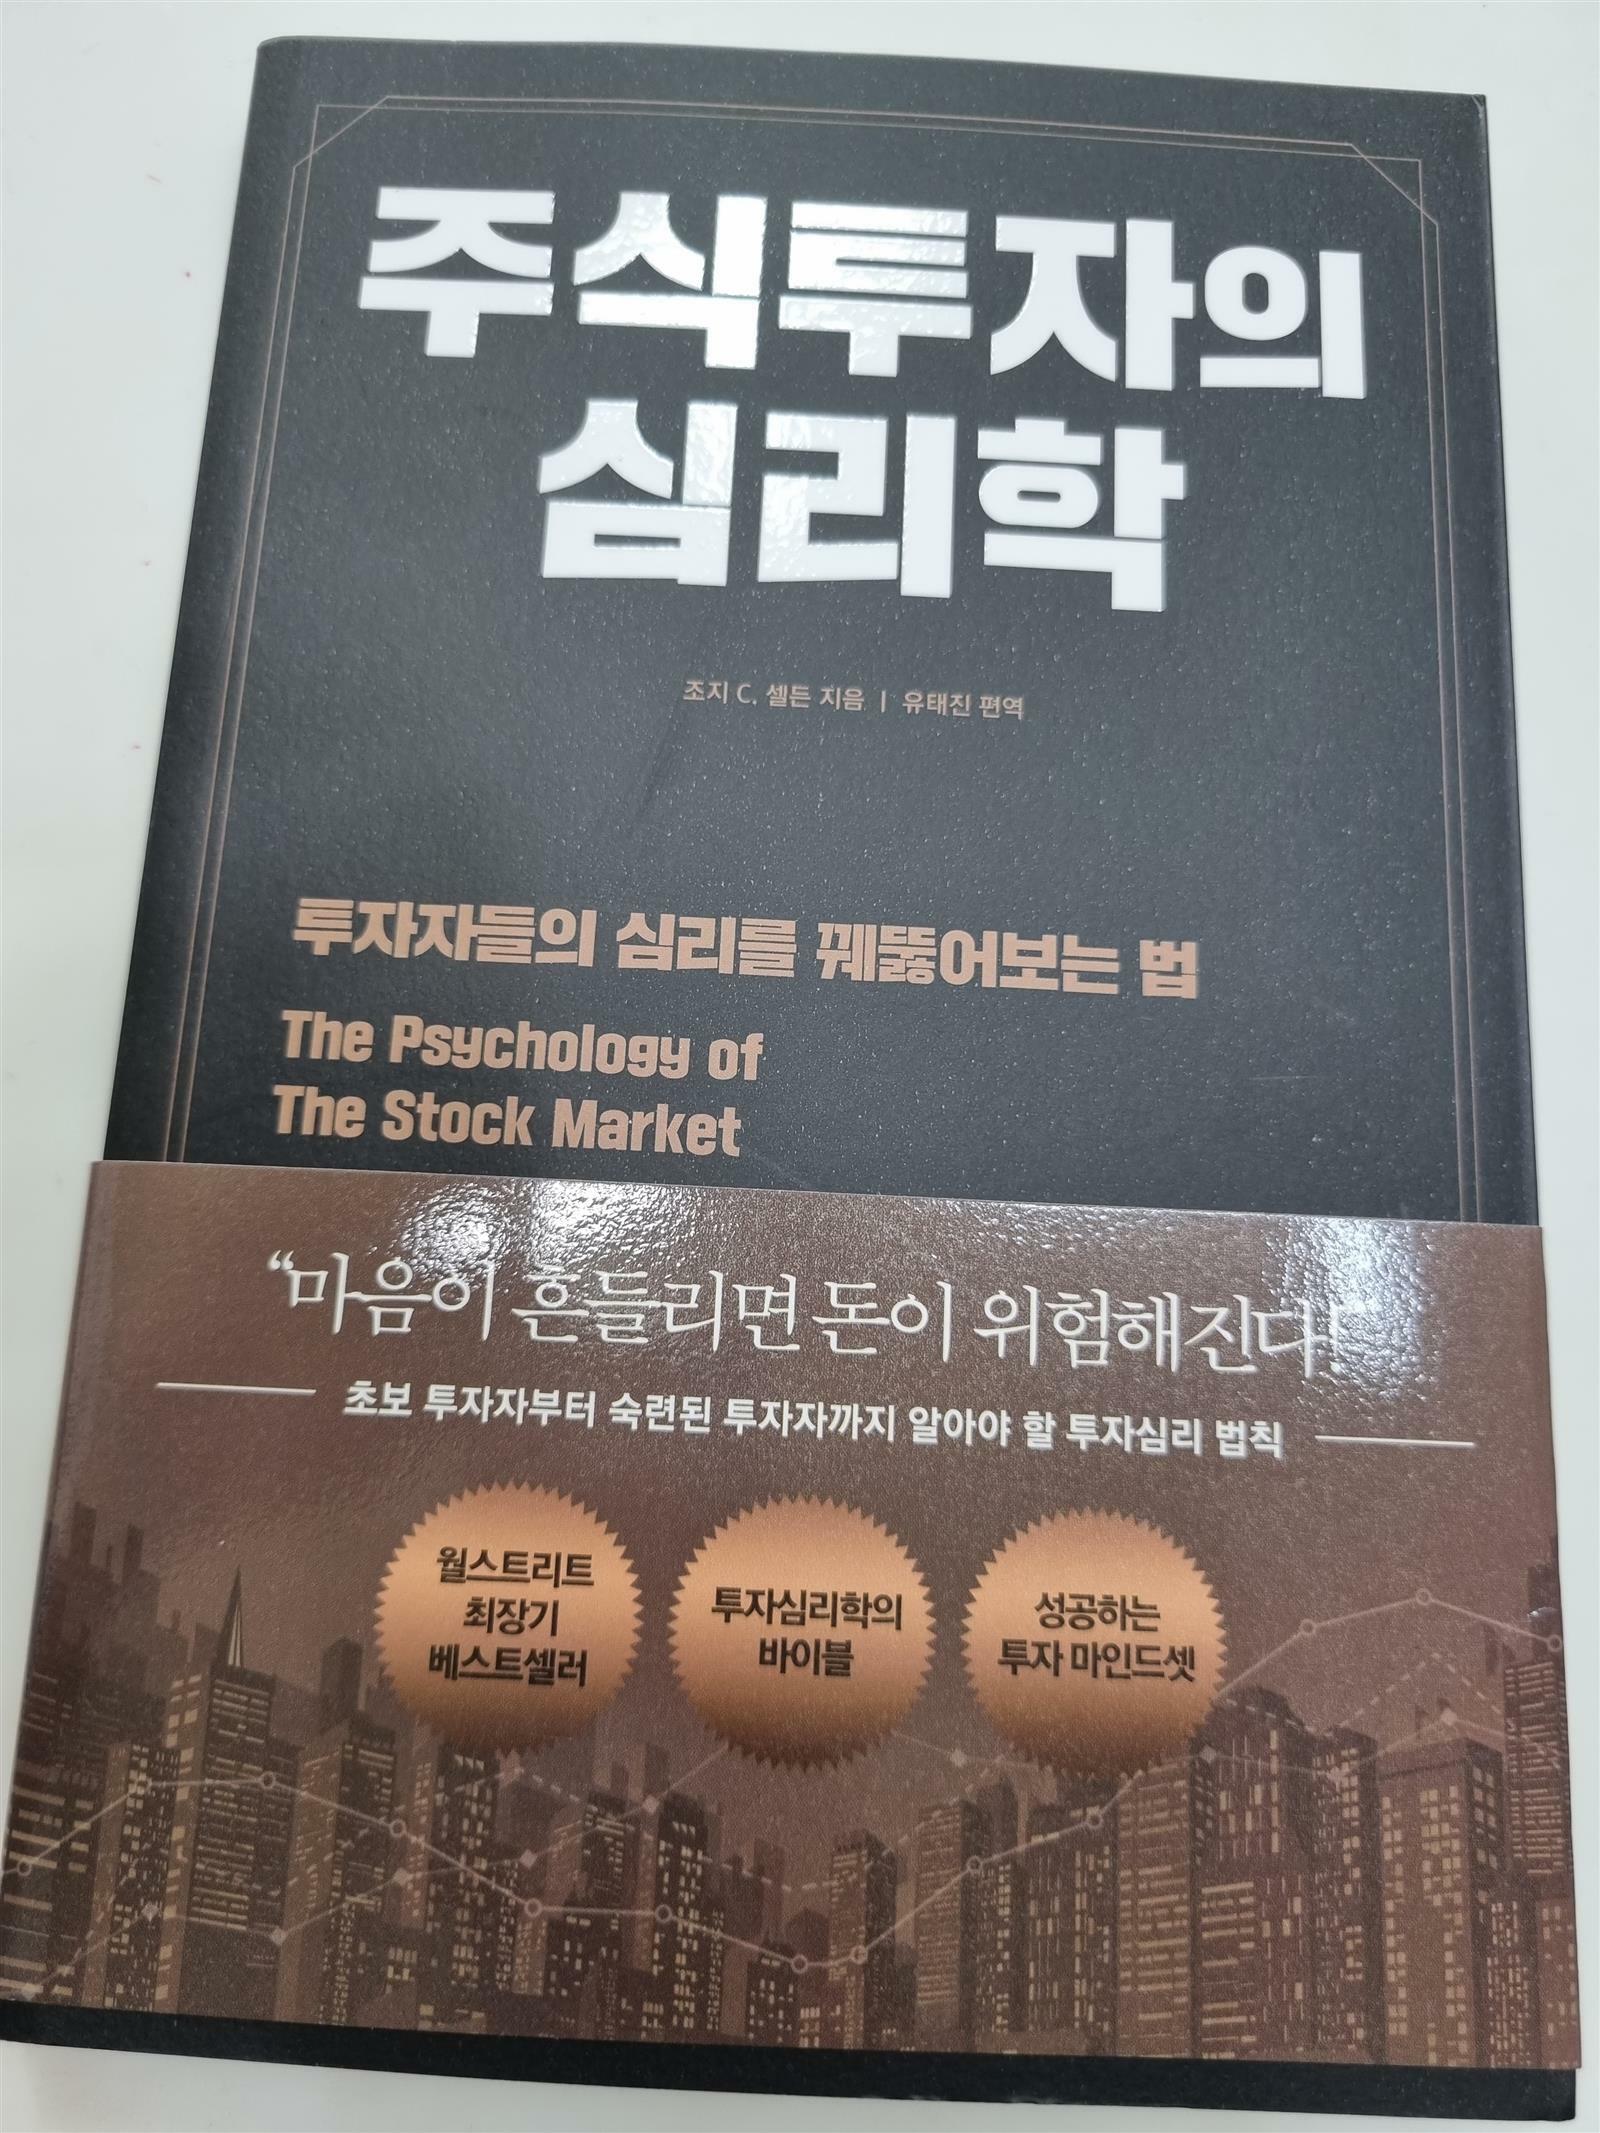 주식투자의
심리학
조지 C. 셀든 지음 | 유태진 편역
투자자들의 심리를 꿰뚫어보는 법
The Psychology of
The Stock Market
“마음이 흔들리면 돈이 위험해진다!
초보 투자자부터 숙련된 투자자까지 알아야 할 투자심리 법칙
월스트리트
최장기
베스트셀러
투자심리학의
바이블
성공하는
투자 마인드셋